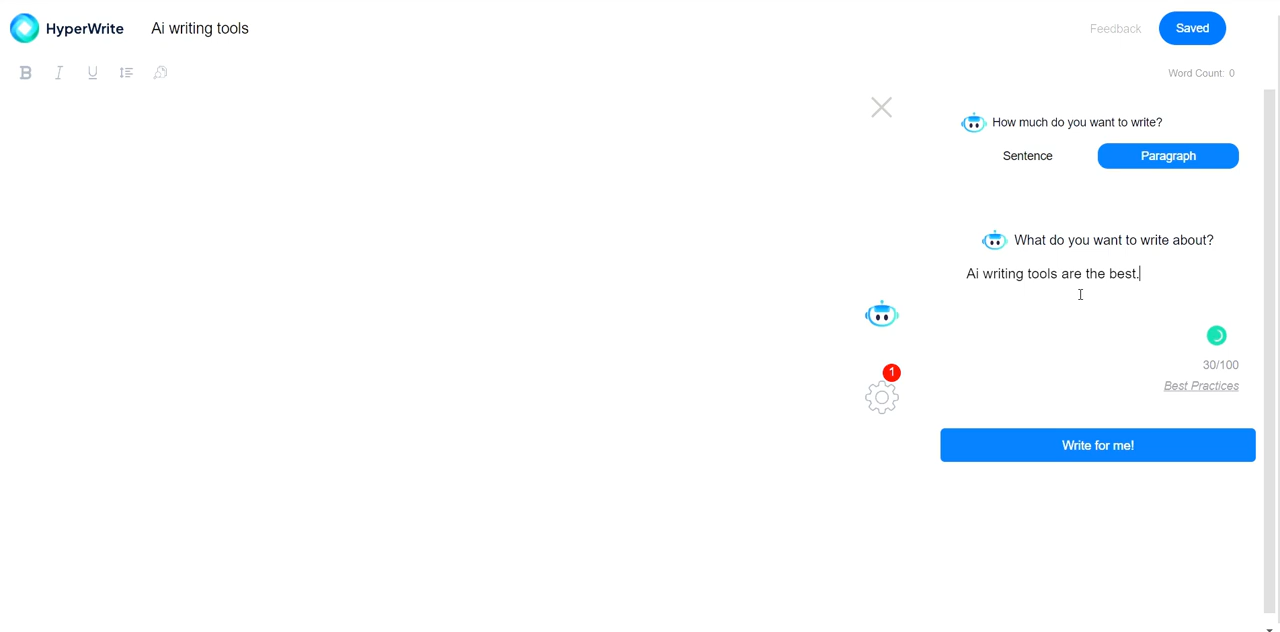 HyperWrite Ai writing tools Feedback Saved
B I U Word Count: 0
How much do you want to write?
Sentence Paragraph
What do you want to write about?
Ai writing tools are the best.
1
30/100
Best Practices
Write for me!